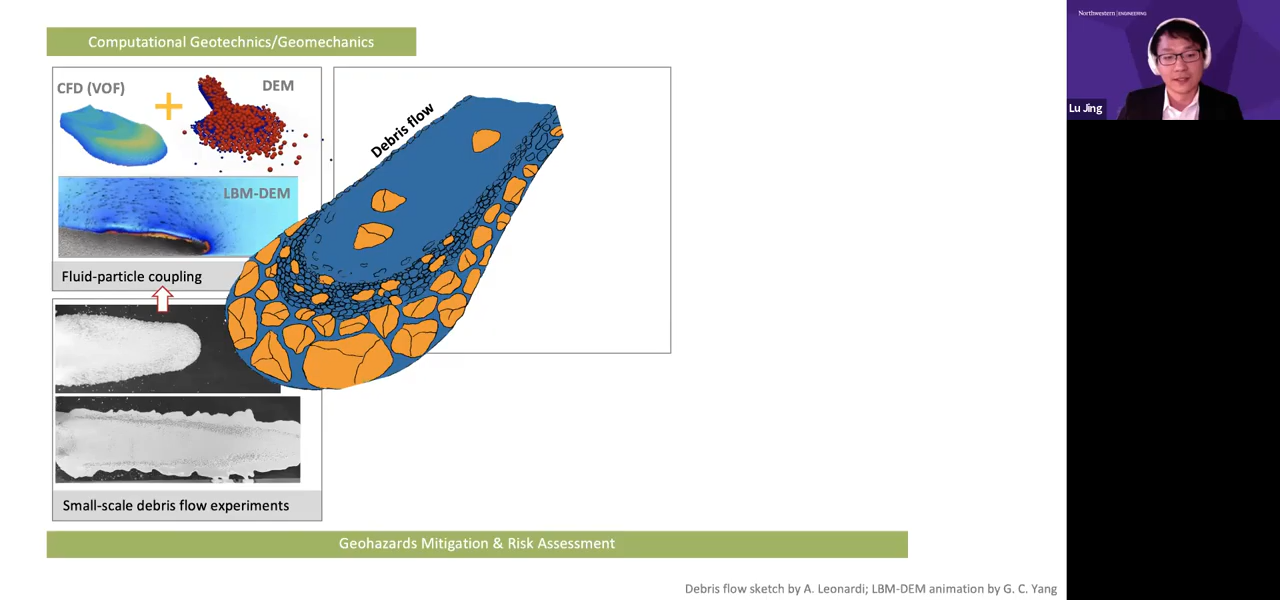 Computational Geotechnics/Geomechanics
CFD (VOF)
DEM
LBM-DEM
Fluid-particle coupling
Debris flow
Small-scale debris flow experiments
Geohazards Mitigation & Risk Assessment
Debris flow sketch by A. Leonardi; LBM-DEM animation by G. C. Yang
Northwestern | ENGINEERING
Lu Jing